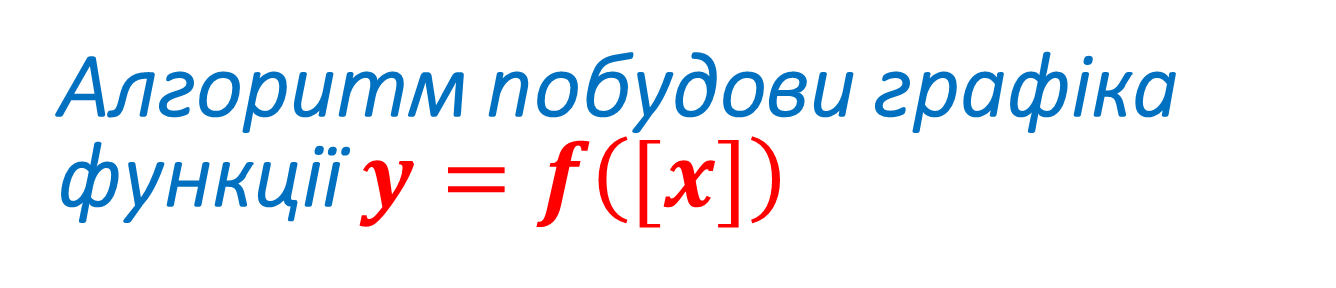 Алгоритм побудови графіка
функції y = f([x])